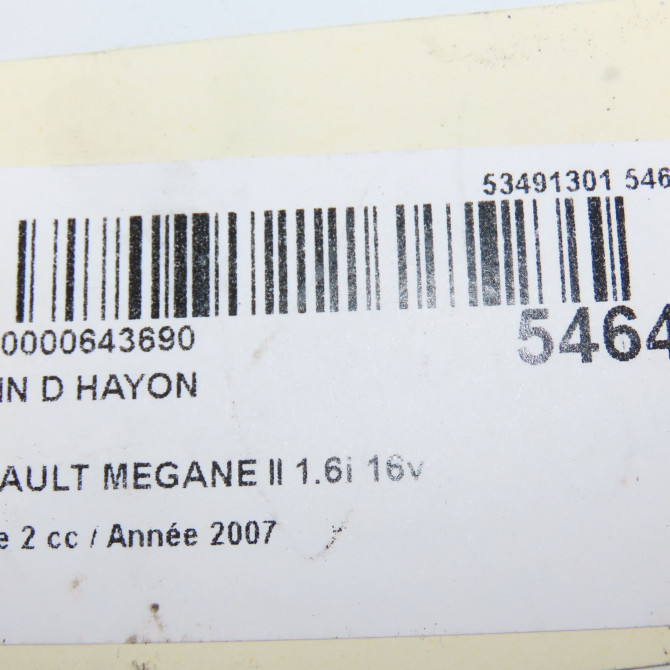 53491301 546
0000643690
5464
IN D HAYON
AULT MEGANE II 1.6i 16v
e 2 cc / Année 2007